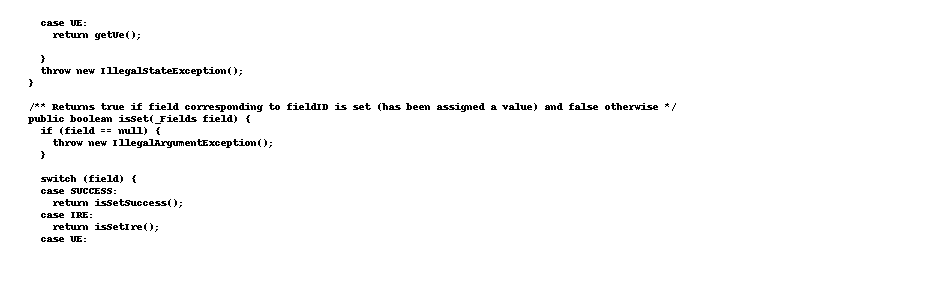 case UE:
return getUe();
}
throw new IllegalStateException();
}
/** Returns true if field corresponding to fieldID is set (has been assigned a value) and false otherwise */
public boolean isSet(_Fields field) {
if (field == null) {
throw new IllegalArgumentException();
}
switch (field) {
case SUCCESS:
return isSetSuccess();
case IRE:
return isSetIre();
case UE: